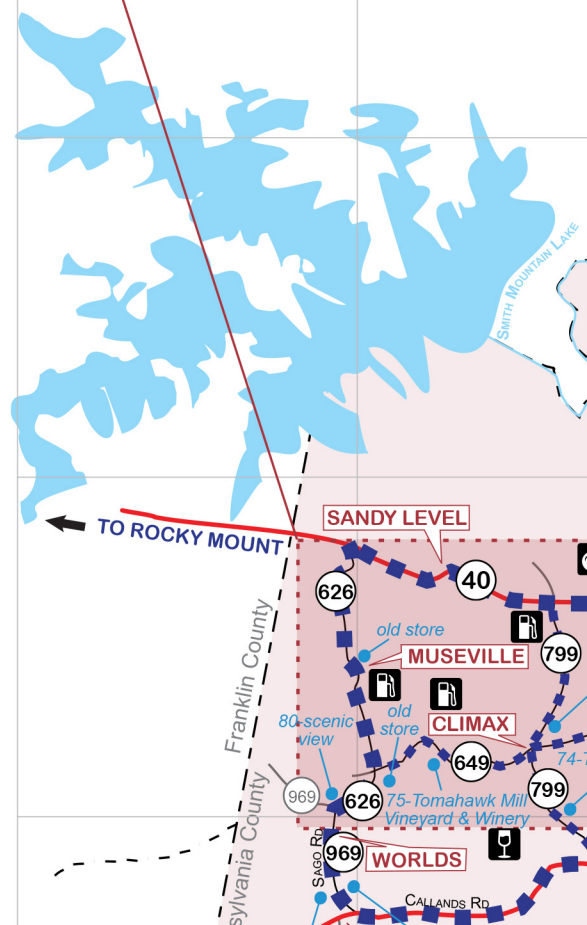 SMITH MOUNTAIN LAKE
SANDY LEVEL
TO ROCKY MOUNT
40
626
old store
MUSEVILLE
799
Franklin County
80-scenic
view
old
store
CLIMAX
649
74-T
969
626
75-Tomahawk Mill
Vineyard & Winery
799
sylvania County
SAGO RD
969
WORLDS
CALLANDS RD